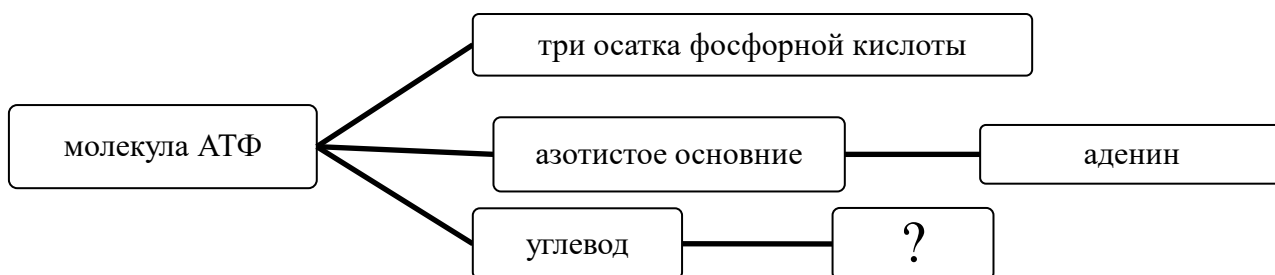 три осатка фосфорной кислоты
молекула АТФ
азотистое основние
аденин
углевод
?